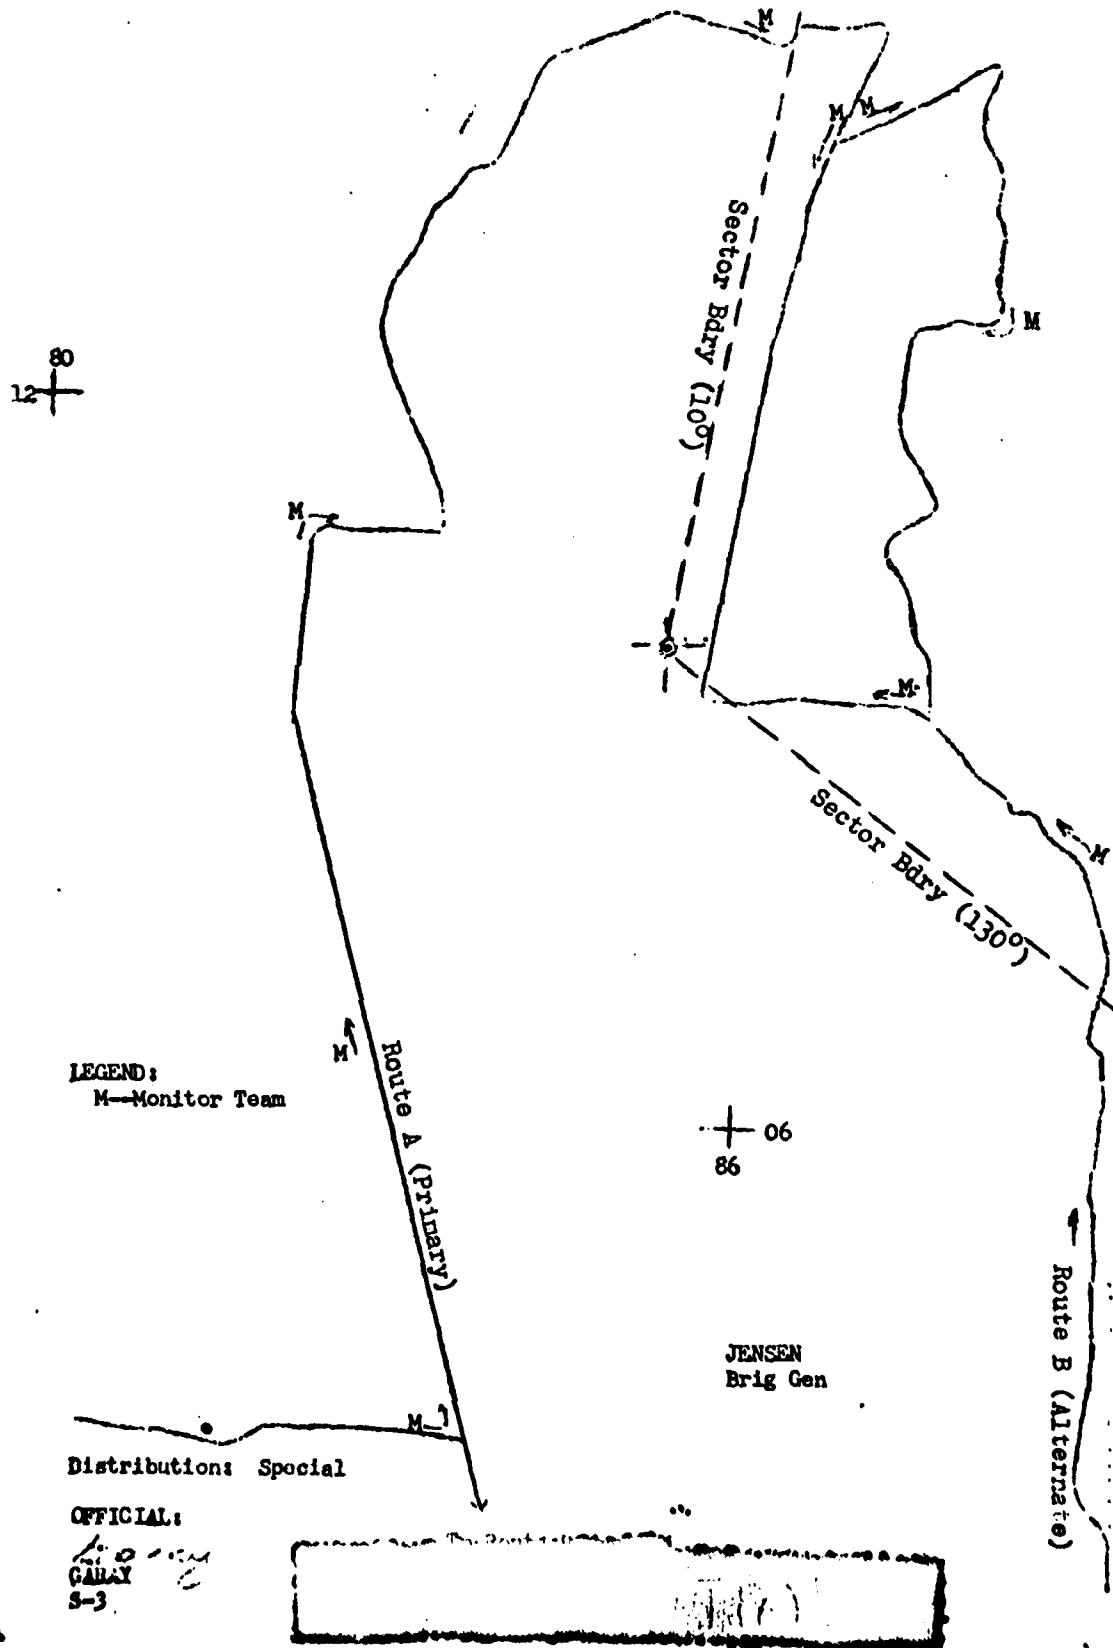 M
M M
Sector Bdry (10°)
M
80
12
M
M
Sector Bdry (130°)
M
M
Route A (Primary)
LEGEND:
M--Monitor Team
06
86
Route B (Alternate)
JENSEN
Brig Gen
M
Distribution: Special
OFFICIAL:
S-3